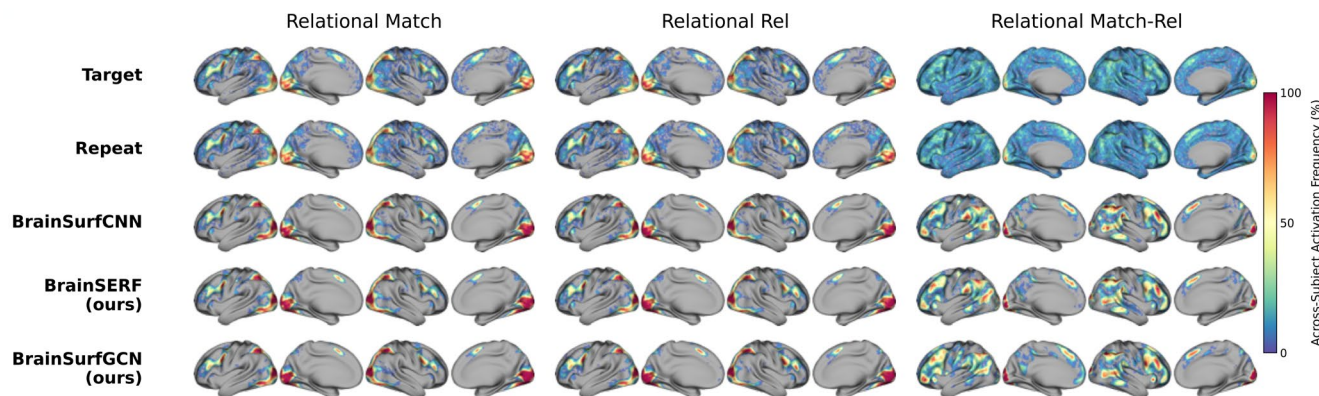 Relational Match
Relational Rel
Relational Match-Rel
Target
Repeat
BrainSurfCNN
BrainSERF
(ours)
BrainSurfGCN
(ours)
100
50
0
Across-Subject Activation Frequency (%)